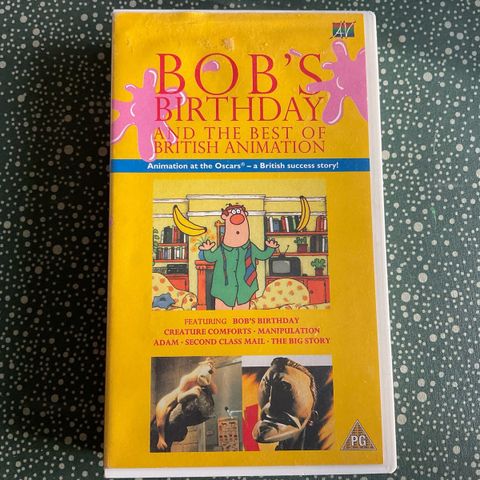 BOB'S
BIRTHDAY
AND THE BEST OF
BRITISH ANIMATION
Animation at the Oscars® – a British success story!
FEATURING BOB'S BIRTHDAY
CREATURE COMFORTS · MANIPULATION
ADAM · SECOND CLASS MAIL · THE BIG STORY
PG